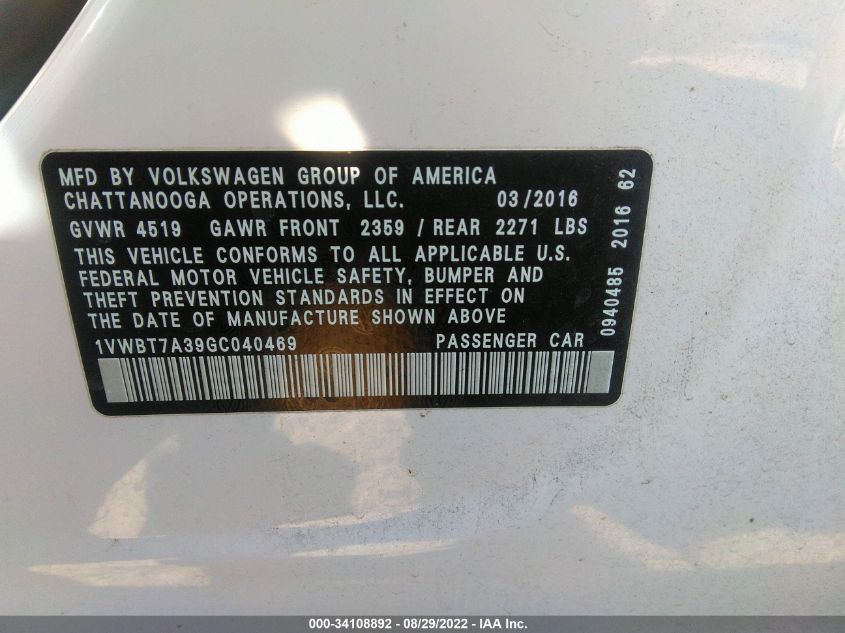 MFD BY VOLKSWAGEN GROUP OF AMERICA
CHATTANOOGA OPERATIONS, LLC. 03/2016
GVWR 4519 GAWR FRONT 2359 / REAR 2271 LBS
THIS VEHICLE CONFORMS TO ALL APPLICABLE U.S.
FEDERAL MOTOR VEHICLE SAFETY, BUMPER AND
THEFT PREVENTION STANDARDS IN EFFECT ON
THE DATE OF MANUFACTURE SHOWN ABOVE
1VWBT7A39GC040469 PASSENGER CAR
0940485 2016 62
000-34108892 - 08/29/2022 - IAA Inc.